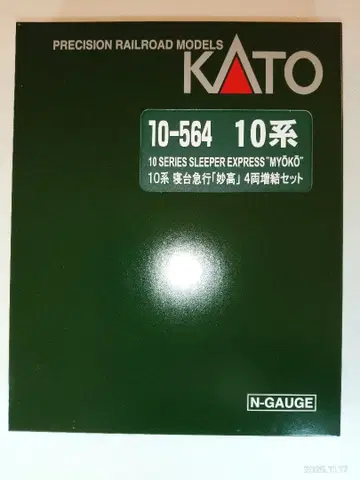 PRECISION RAILROAD MODELS
KATO
10-564 10系
10 SERIES SLEEPER EXPRESS "MYŌKŌ"
10系 寝台急行「妙高」 4両増結セット
N-GAUGE